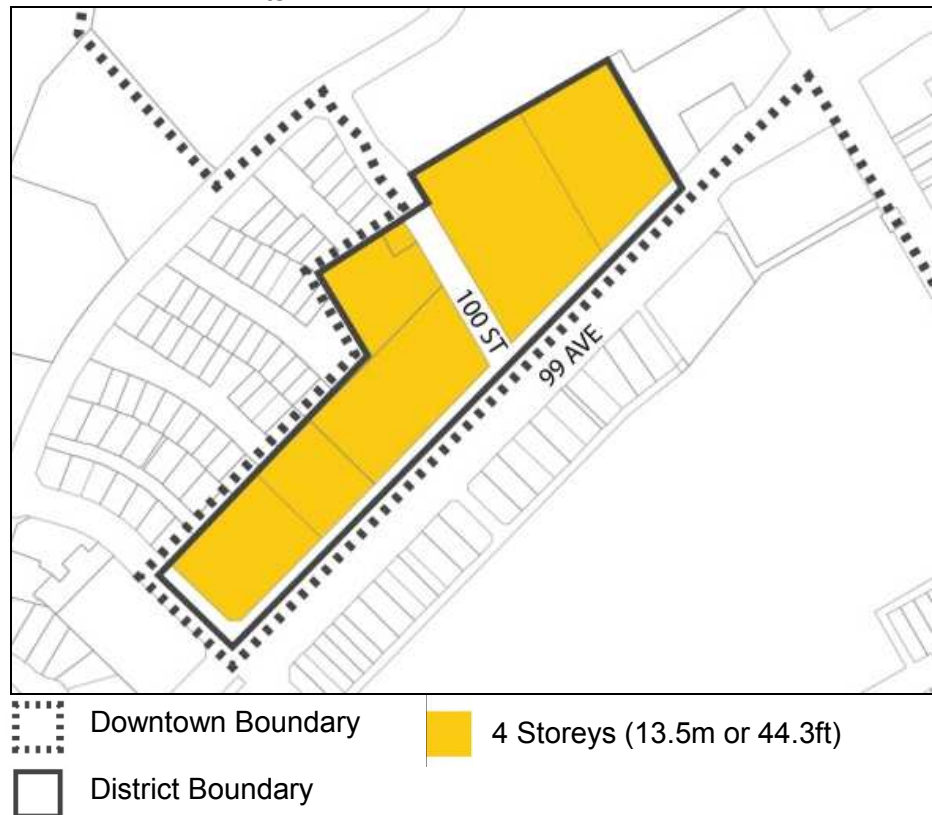 100 ST
99 AVE
Downtown Boundary
4 Storeys (13.5m or 44.3ft)
District Boundary